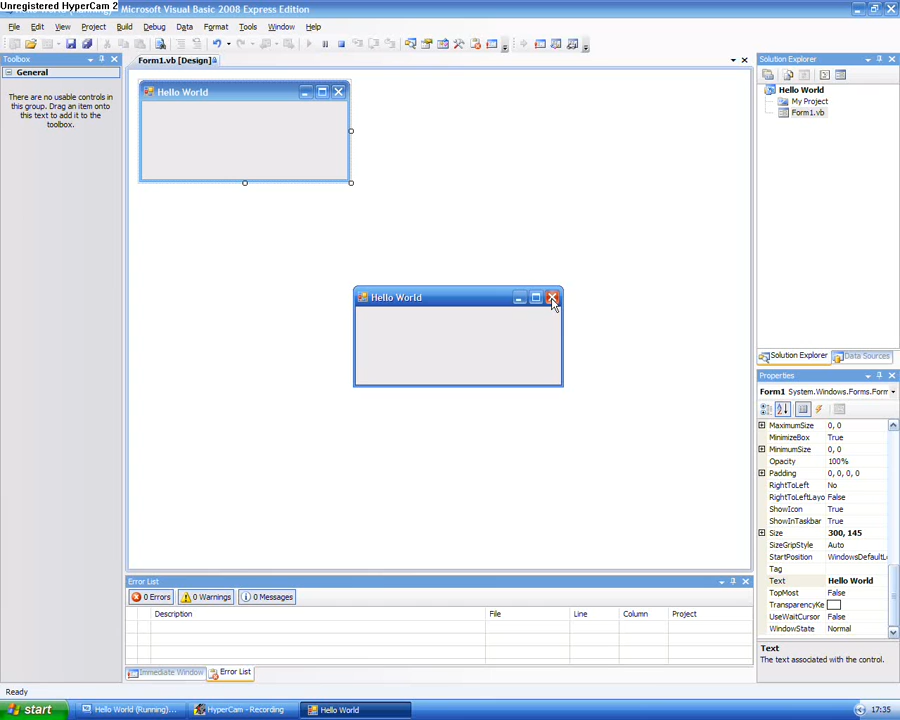 Unregistered HyperCam 2
Microsoft Visual Basic 2008 Express Edition
File Edit View Project Build Debug Data Format Tools Window Help
Toolbox
General
There are no usable controls in
this group. Drag an item onto
this text to add it to the
toolbox.
Form1.vb [Design]
Hello World
Hello World
Solution Explorer
Hello World
My Project
Form1.vb
Solution Explorer Data Sources
Properties
Form1 System.Windows.Forms.Form
MaximumSize 0, 0
MinimizeBox True
MinimumSize 0, 0
Opacity 100%
Padding 0, 0, 0, 0
RightToLeft No
RightToLeftLayo False
ShowIcon True
ShowInTaskbar True
Size 300, 145
SizeGripStyle Auto
StartPosition WindowsDefaultLo
Tag
Text Hello World
TopMost False
TransparencyKe
UseWaitCursor False
WindowState Normal
Text
The text associated with the control.
Error List
0 Errors 0 Warnings 0 Messages
Description File Line Column Project
Immediate Window Error List
Ready
start Hello World (Running)... HyperCam - Recording Hello World 17:35